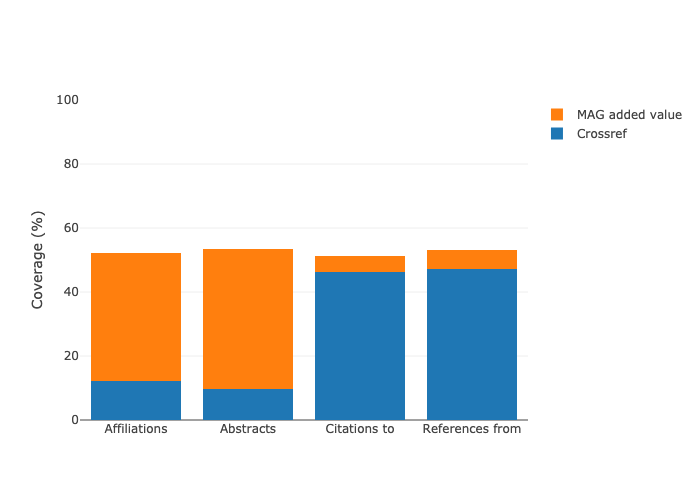 100
80
60
40
20
0
Coverage (%)
Affiliations
Abstracts
Citations to
References from
MAG added value
Crossref